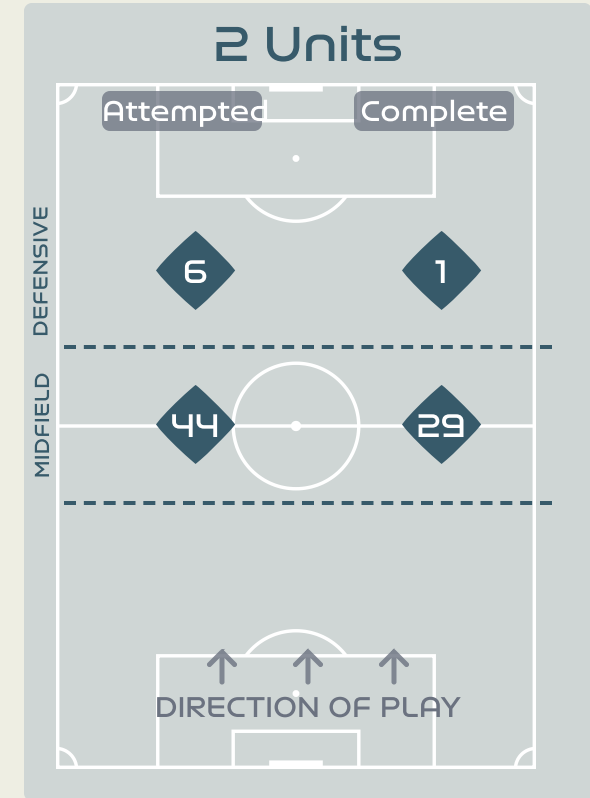 2 Units
Attempted Complete
DEFENSIVE
6 1
MIDFIELD
44 29
DIRECTION OF PLAY